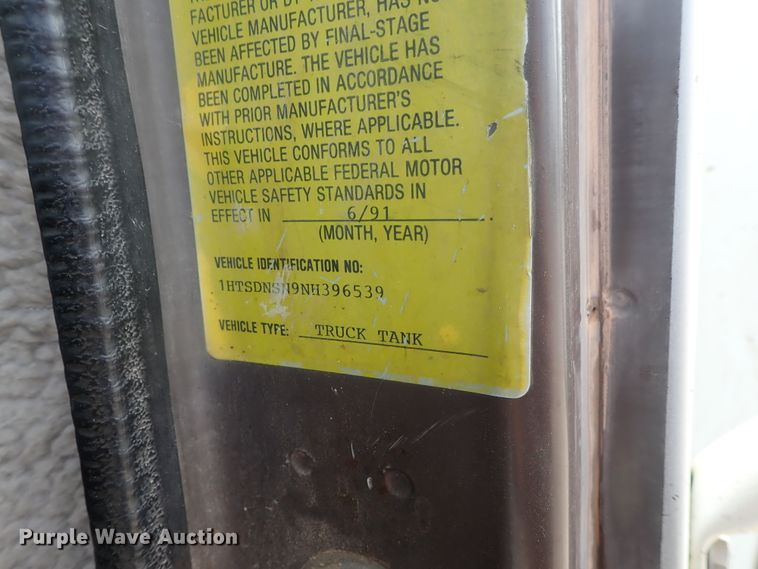 FACTURER OR BY
VEHICLE MANUFACTURER, HAS NO
BEEN AFFECTED BY FINAL-STAGE
MANUFACTURE. THE VEHICLE HAS
BEEN COMPLETED IN ACCORDANCE
WITH PRIOR MANUFACTURER'S
INSTRUCTIONS, WHERE APPLICABLE.
THIS VEHICLE CONFORMS TO ALL
OTHER APPLICABLE FEDERAL MOTOR
VEHICLE SAFETY STANDARDS IN
EFFECT IN 6/91.
(MONTH, YEAR)
VEHICLE IDENTIFICATION NO:
1HTSDNSN9NH396539
VEHICLE TYPE: TRUCK TANK
Purple Wave Auction